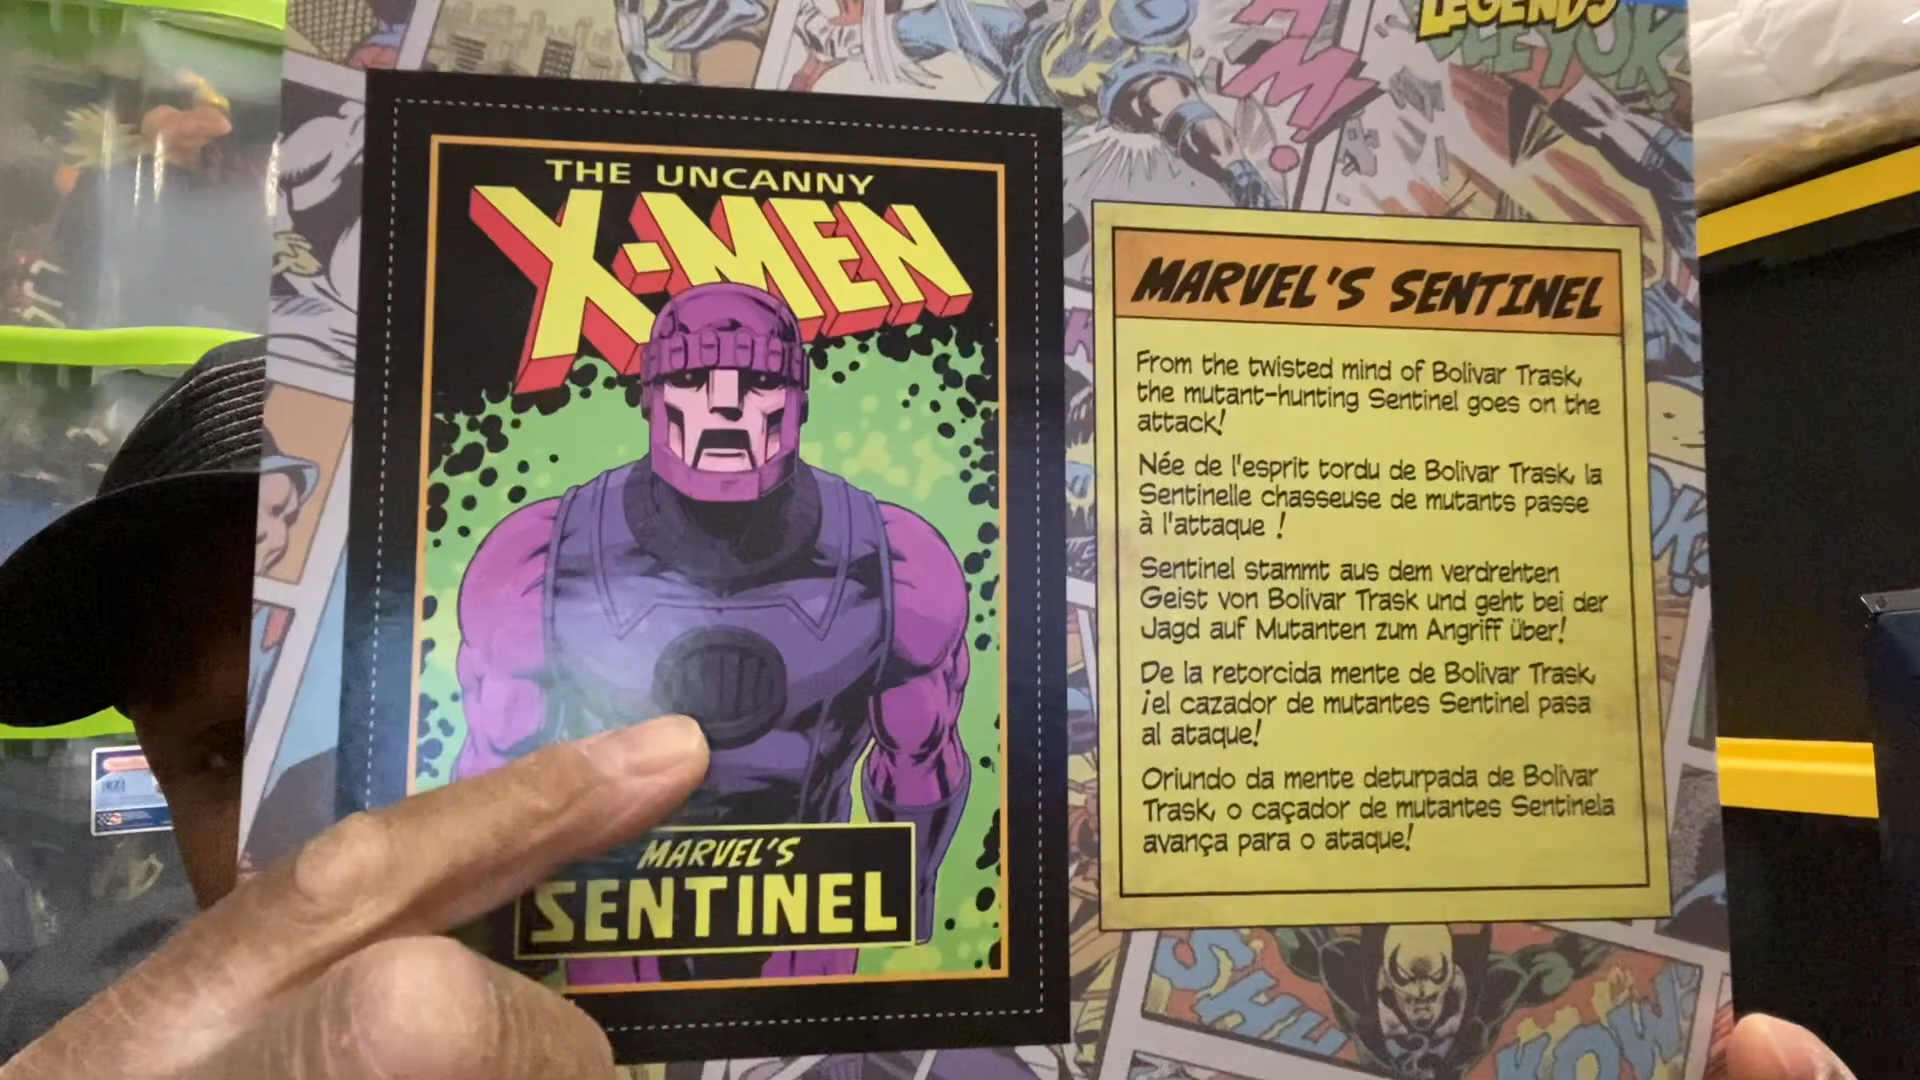 LEGENDS
THE UNCANNY
X-MEN
MARVEL'S
SENTINEL
MARVEL'S SENTINEL
From the twisted mind of Bolivar Trask,
the mutant-hunting Sentinel goes on the
attack!
Née de l'esprit tordu de Bolivar Trask, la
Sentinelle chasseuse de mutants passe
à l'attaque !
Sentinel stammt aus dem verdrehten
Geist von Bolivar Trask und geht bei der
Jagd auf Mutanten zum Angriff über!
De la retorcida mente de Bolivar Trask,
¡el cazador de mutantes Sentinel pasa
al ataque!
Oriundo da mente deturpada de Bolivar
Trask, o caçador de mutantes Sentinela
avança para o ataque!